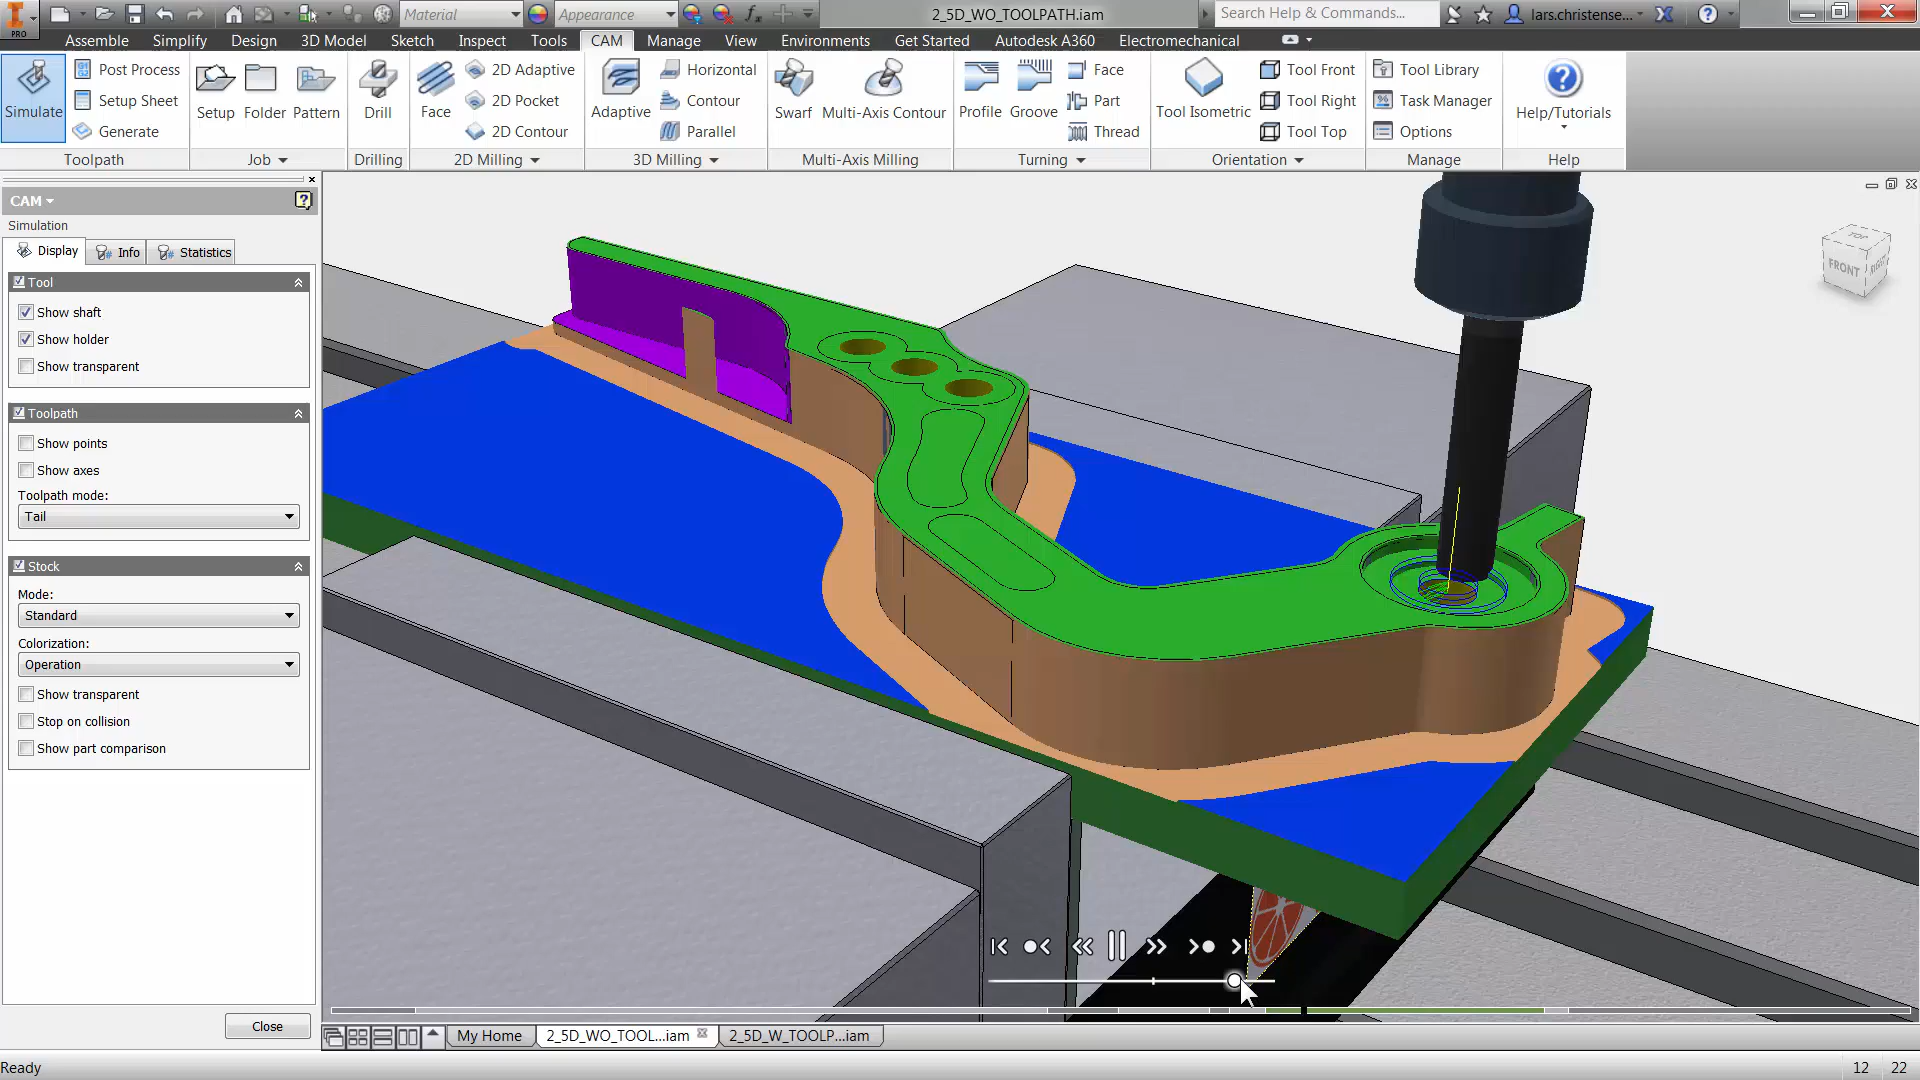 PRO
Material
Appearance
2_5D_WO_TOOLPATH.iam
Search Help & Commands...
lars.christense...
Assemble Simplify Design 3D Model Sketch Inspect Tools CAM Manage View Environments Get Started Autodesk A360 Electromechanical
Simulate
Post Process
Setup Sheet
Generate
Setup Folder Pattern
Drill
Face
2D Adaptive
2D Pocket
2D Contour
Adaptive
Horizontal
Contour
Parallel
Swarf Multi-Axis Contour
Profile Groove
Face
Part
Thread
Tool Isometric
Tool Front
Tool Right
Tool Top
Tool Library
Task Manager
Options
Help/Tutorials
Toolpath Job Drilling 2D Milling 3D Milling Multi-Axis Milling Turning Orientation Manage Help
CAM
Simulation
Display Info Statistics
Tool
Show shaft
Show holder
Show transparent
Toolpath
Show points
Show axes
Toolpath mode:
Tail
Stock
Mode:
Standard
Colorization:
Operation
Show transparent
Stop on collision
Show part comparison
Close
TOP
FRONT
RIGHT
My Home 2_5D_WO_TOOL...iam 2_5D_W_TOOLP...iam
Ready
12 22